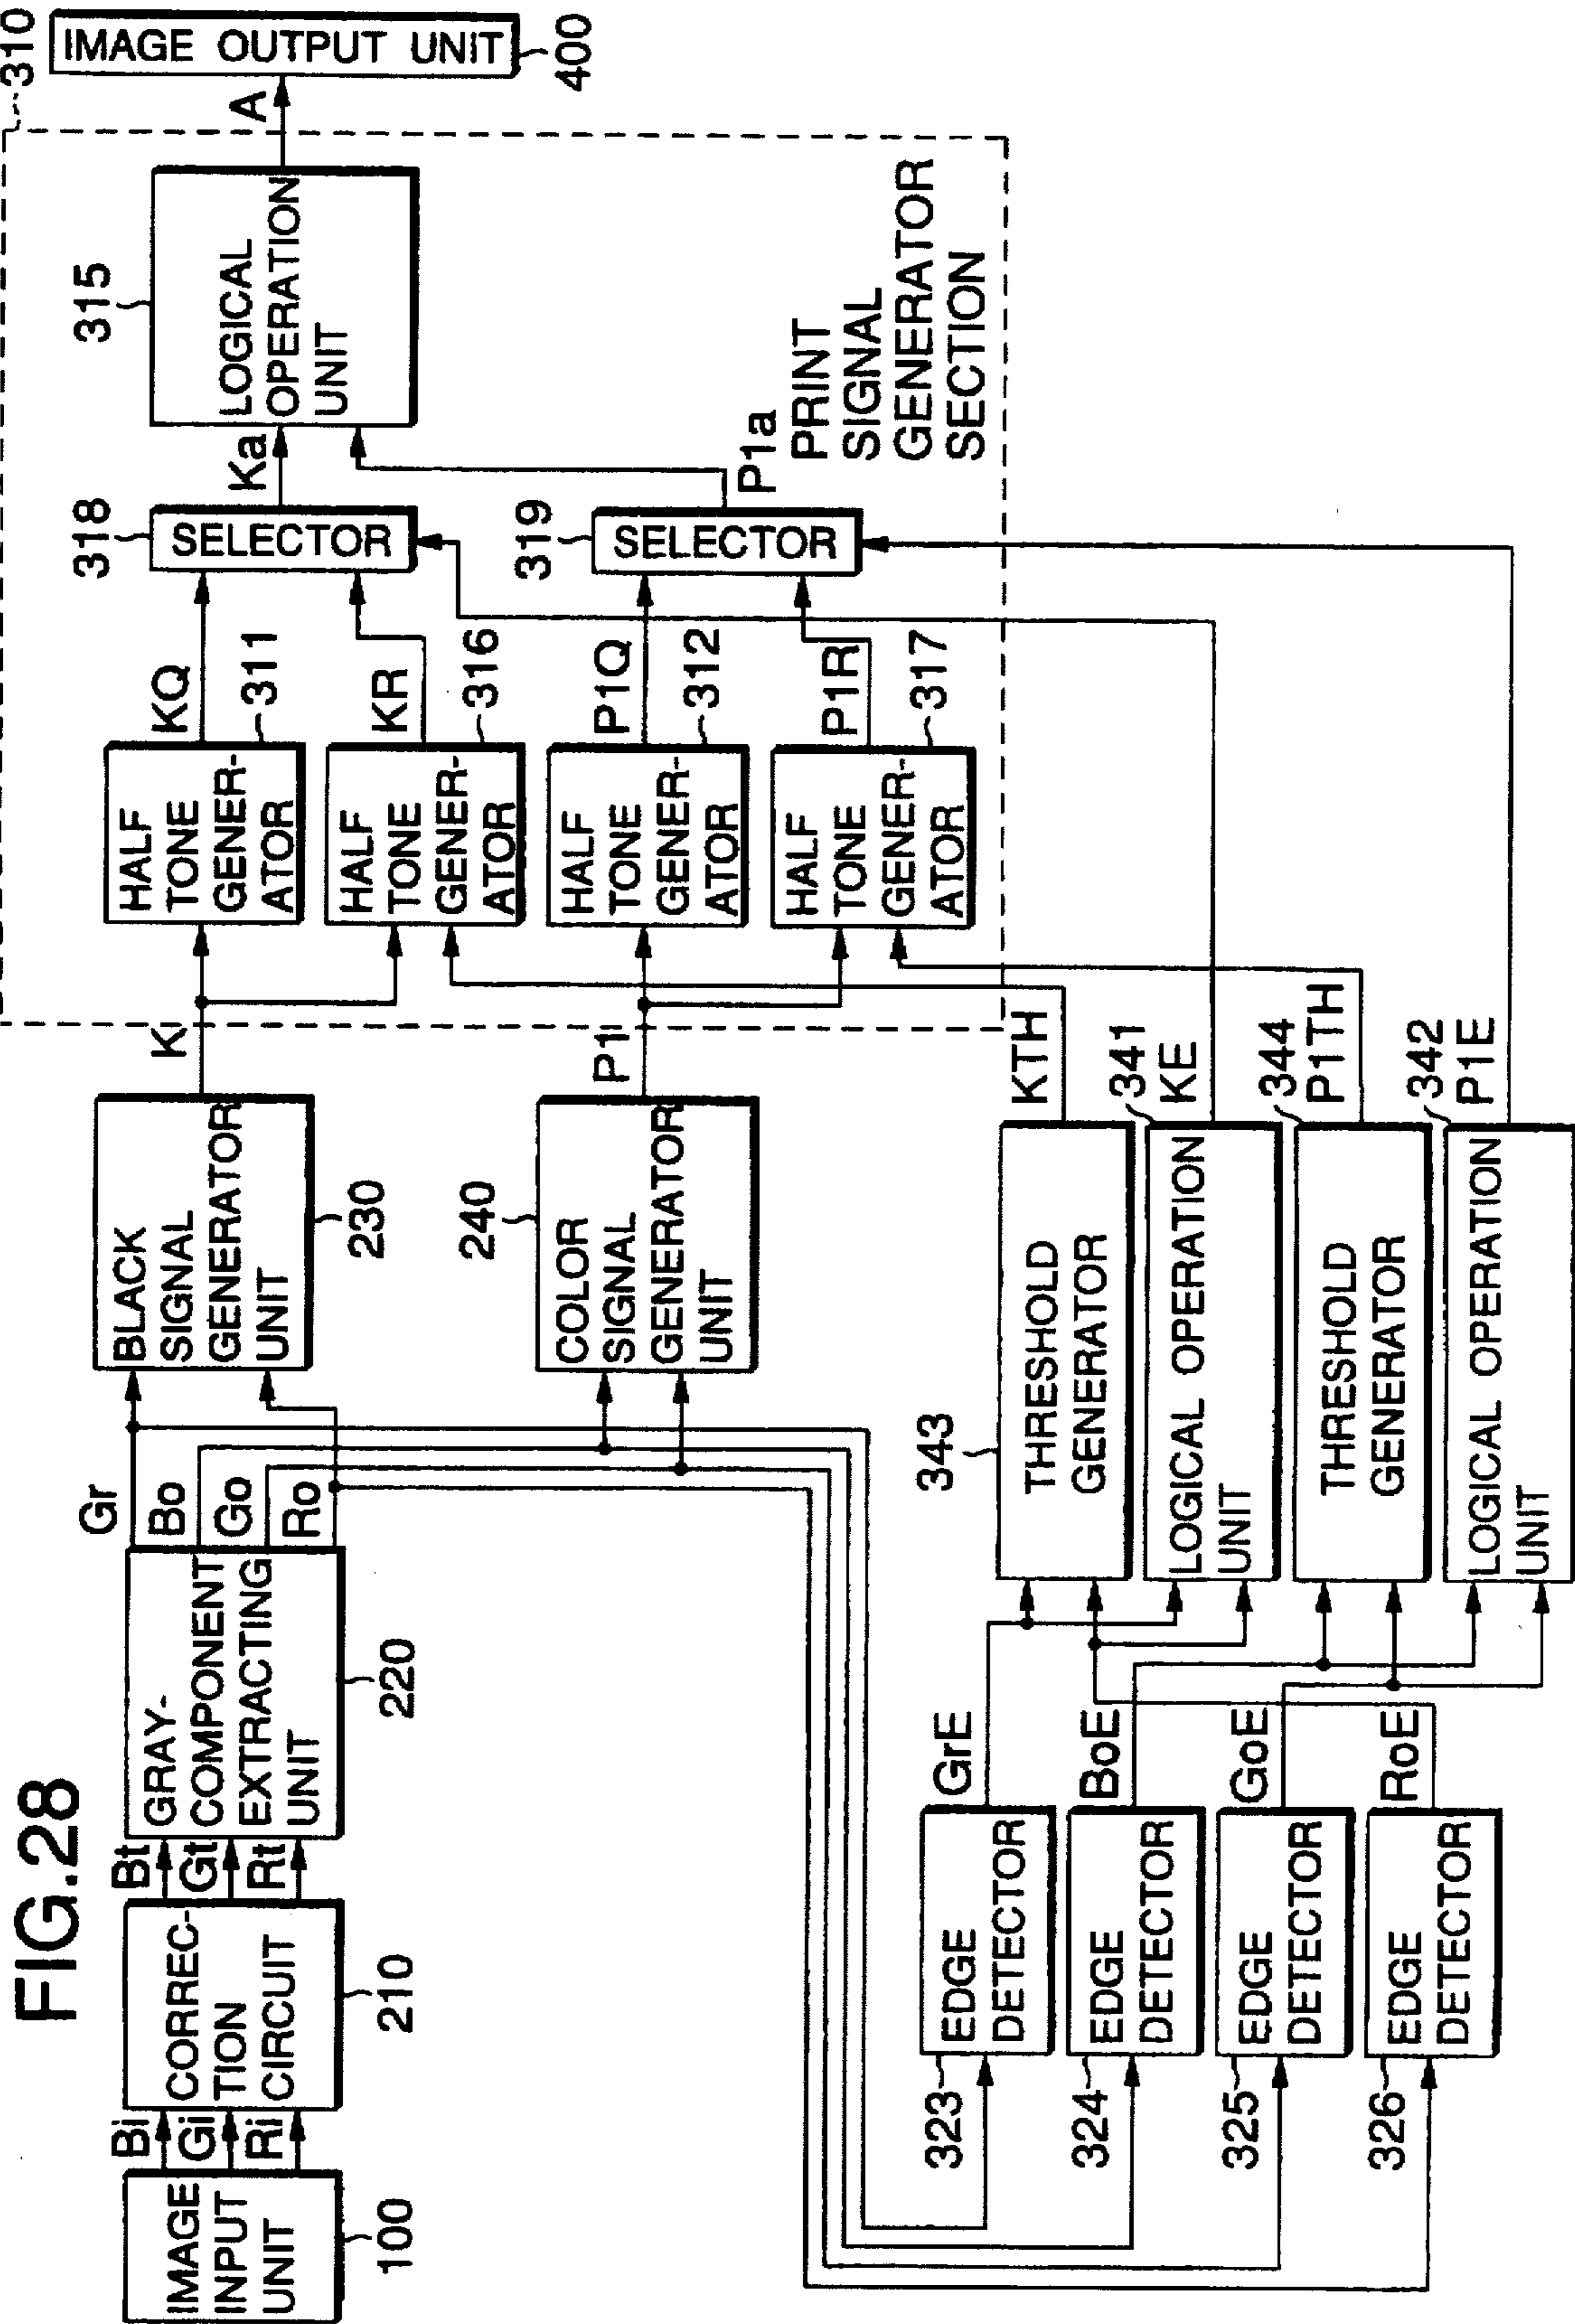 FIG.28
IMAGE
INPUT
UNIT
100
Bi
Gi
Ri
CORREC-
TION
CIRCUIT
210
Bt
Gt
Rt
GRAY-
COMPONENT
EXTRACTING
UNIT
220
Gr
Bo
Go
Ro
BLACK
SIGNAL
GENERATOR
UNIT
230
240
COLOR
SIGNAL
GENERATOR
UNIT
K
P1
HALF
TONE
GENER-
ATOR
311
KQ
HALF
TONE
GENER-
ATOR
316
KR
HALF
TONE
GENER-
ATOR
312
P1Q
HALF
TONE
GENER-
ATOR
317
P1R
318
SELECTOR
Ka
319
SELECTOR
P1a
315
LOGICAL
OPERATION
UNIT
PRINT
SIGNAL
GENERATOR
SECTION
310
A
IMAGE OUTPUT UNIT
400
323
EDGE
DETECTOR
GrE
324
EDGE
DETECTOR
BoE
325
EDGE
DETECTOR
GoE
326
EDGE
DETECTOR
RoE
343
THRESHOLD
GENERATOR
KTH
341
LOGICAL OPERATION
UNIT
KE
344
THRESHOLD
GENERATOR
P1TH
342
LOGICAL OPERATION
UNIT
P1E